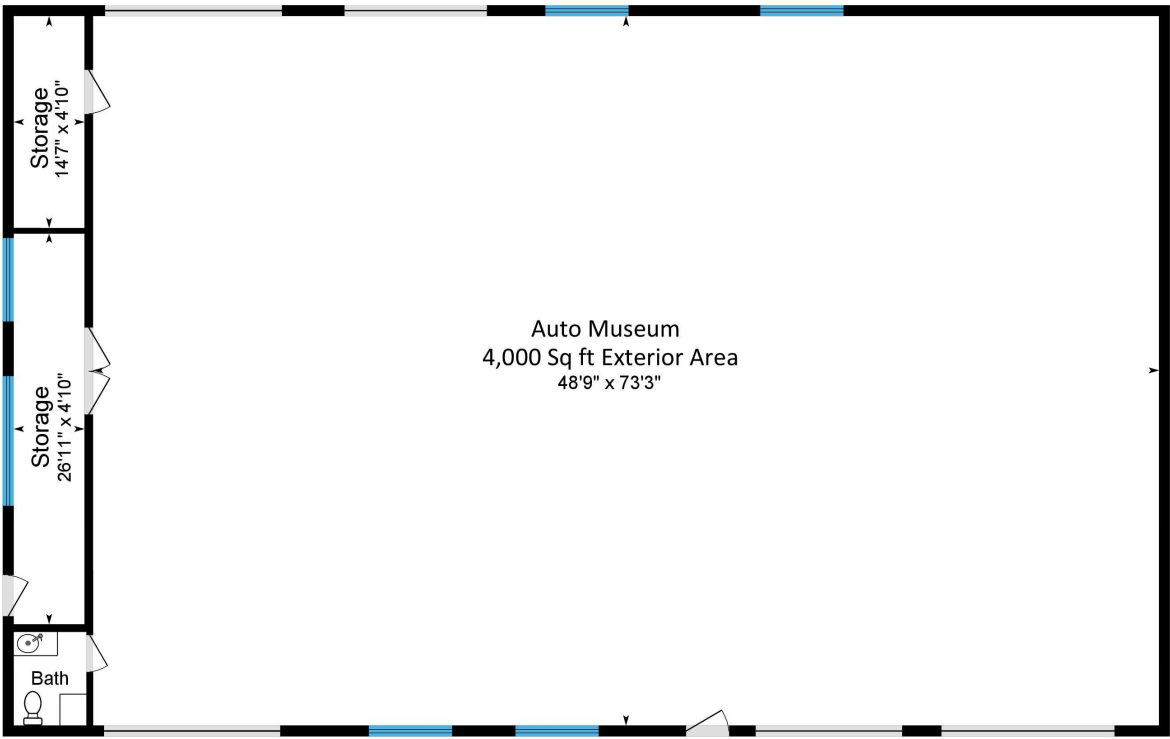 Storage
14'7" x 4'10"
Auto Museum
4,000 Sq ft Exterior Area
48'9" x 73'3"
Storage
26'11" x 4'10"
Bath